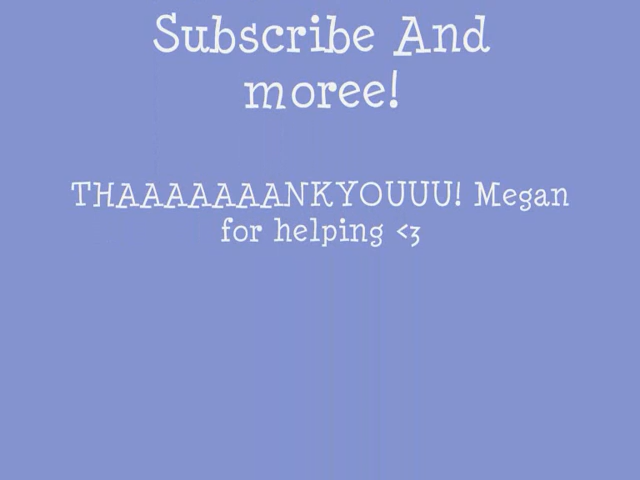 Subscribe And
moree!
THAAAAAAANKYOUUU! Megan
for helping <3